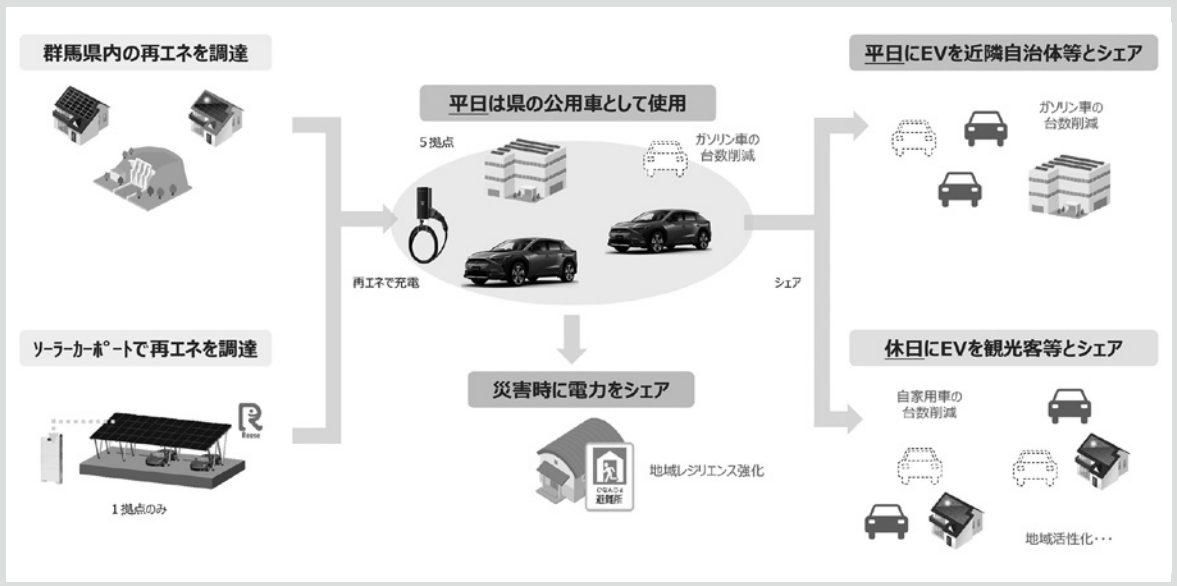 群馬県内の再エネを調達
ソーラーカーポートで再エネを調達
Reuse
1拠点のみ
平日は県の公用車として使用
5拠点
ガソリン車の
台数削減
再エネで充電
シェア
災害時に電力をシェア
ひなんじょ
避難所
地域レジリエンス強化
平日にEVを近隣自治体等とシェア
ガソリン車の
台数削減
休日にEVを観光客等とシェア
自家用車の
台数削減
地域活性化・・・